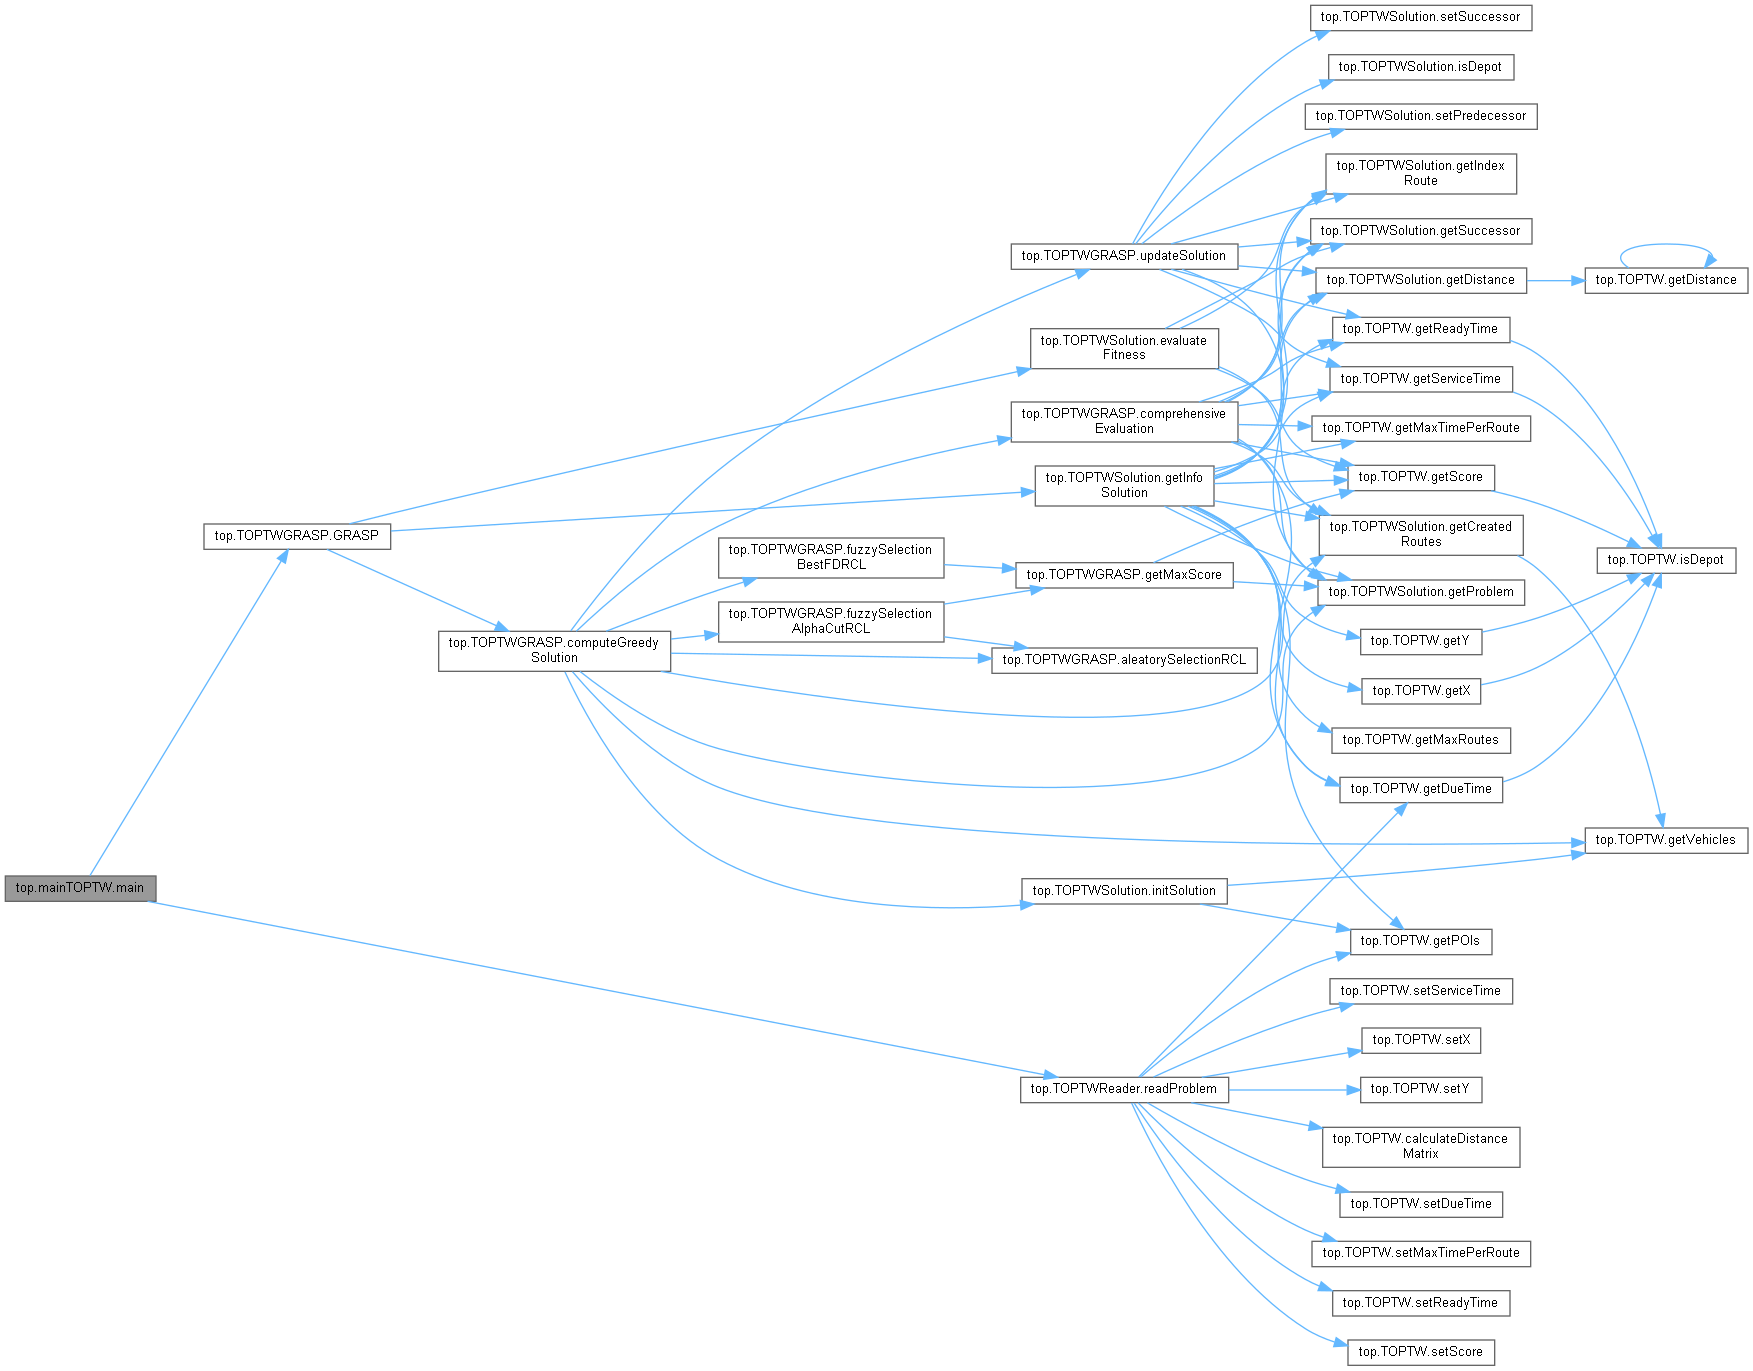 top.mainTOPTW.main
top.TOPTWGRASP.GRASP
top.TOPTWGRASP.computeGreedy
Solution
top.TOPTWGRASP.fuzzySelection
BestFDRCL
top.TOPTWGRASP.fuzzySelection
AlphaCutRCL
top.TOPTWGRASP.updateSolution
top.TOPTWSolution.evaluate
Fitness
top.TOPTWGRASP.comprehensive
Evaluation
top.TOPTWSolution.getInfo
Solution
top.TOPTWGRASP.getMaxScore
top.TOPTWGRASP.aleatorySelectionRCL
top.TOPTWSolution.initSolution
top.TOPTWReader.readProblem
top.TOPTWSolution.setSuccessor
top.TOPTWSolution.isDepot
top.TOPTWSolution.setPredecessor
top.TOPTWSolution.getIndex
Route
top.TOPTWSolution.getSuccessor
top.TOPTWSolution.getDistance
top.TOPTW.getReadyTime
top.TOPTW.getServiceTime
top.TOPTW.getMaxTimePerRoute
top.TOPTW.getScore
top.TOPTWSolution.getCreated
Routes
top.TOPTWSolution.getProblem
top.TOPTW.getY
top.TOPTW.getX
top.TOPTW.getMaxRoutes
top.TOPTW.getDueTime
top.TOPTW.getPOIs
top.TOPTW.setServiceTime
top.TOPTW.setX
top.TOPTW.setY
top.TOPTW.calculateDistance
Matrix
top.TOPTW.setDueTime
top.TOPTW.setMaxTimePerRoute
top.TOPTW.setReadyTime
top.TOPTW.setScore
top.TOPTW.getDistance
top.TOPTW.isDepot
top.TOPTW.getVehicles